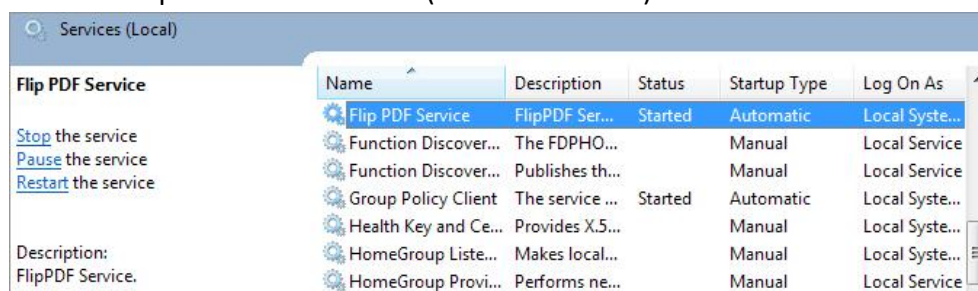 Services (Local)
Flip PDF Service
Stop the service
Pause the service
Restart the service
Description:
FlipPDF Service.
Name Description Status Startup Type Log On As
Flip PDF Service FlipPDF Ser... Started Automatic Local Syste...
Function Discover... The FDPHO... Manual Local Service
Function Discover... Publishes th... Manual Local Service
Group Policy Client The service ... Started Automatic Local Syste...
Health Key and Ce... Provides X.5... Manual Local Syste...
HomeGroup Liste... Makes local... Manual Local Syste...
HomeGroup Provi... Performs ne... Manual Local Service